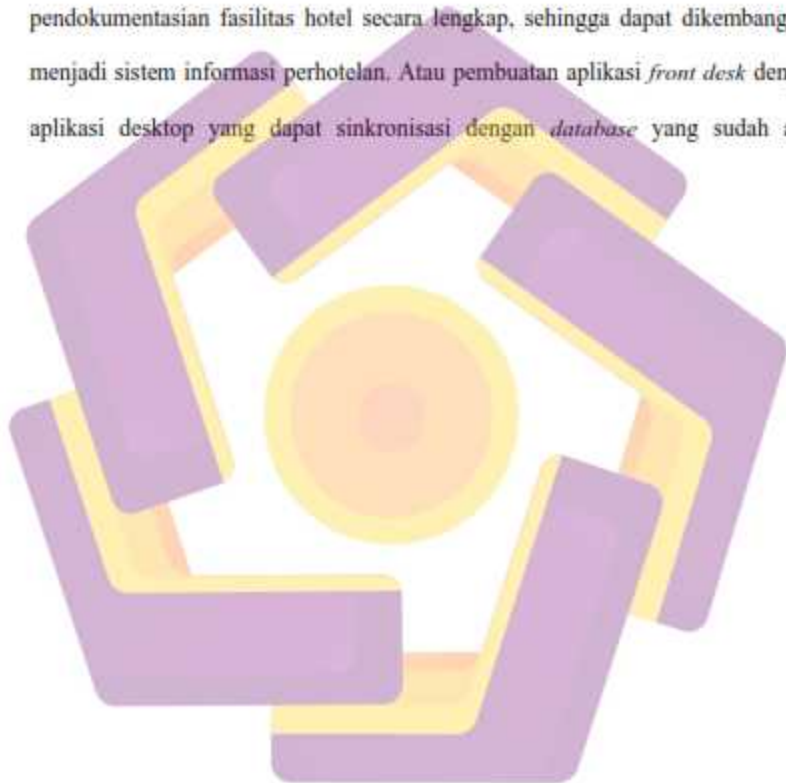 pendokumentasian fasilitas hotel secara lengkap, sehingga dapat dikembang
menjadi sistem informasi perhotelan. Atau pembuatan aplikasi front desk den
aplikasi desktop yang dapat sinkronisasi dengan database yang sudah a